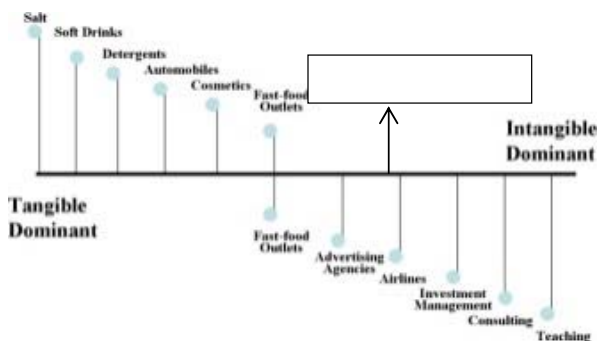 Salt
Soft Drinks
Detergents
Automobiles
Cosmetics
Fast-food
Outlets
Intangible
Dominant
Tangible
Dominant
Fast-food
Outlets
Advertising
Agencies
Airlines
Investment
Management
Consulting
Teaching